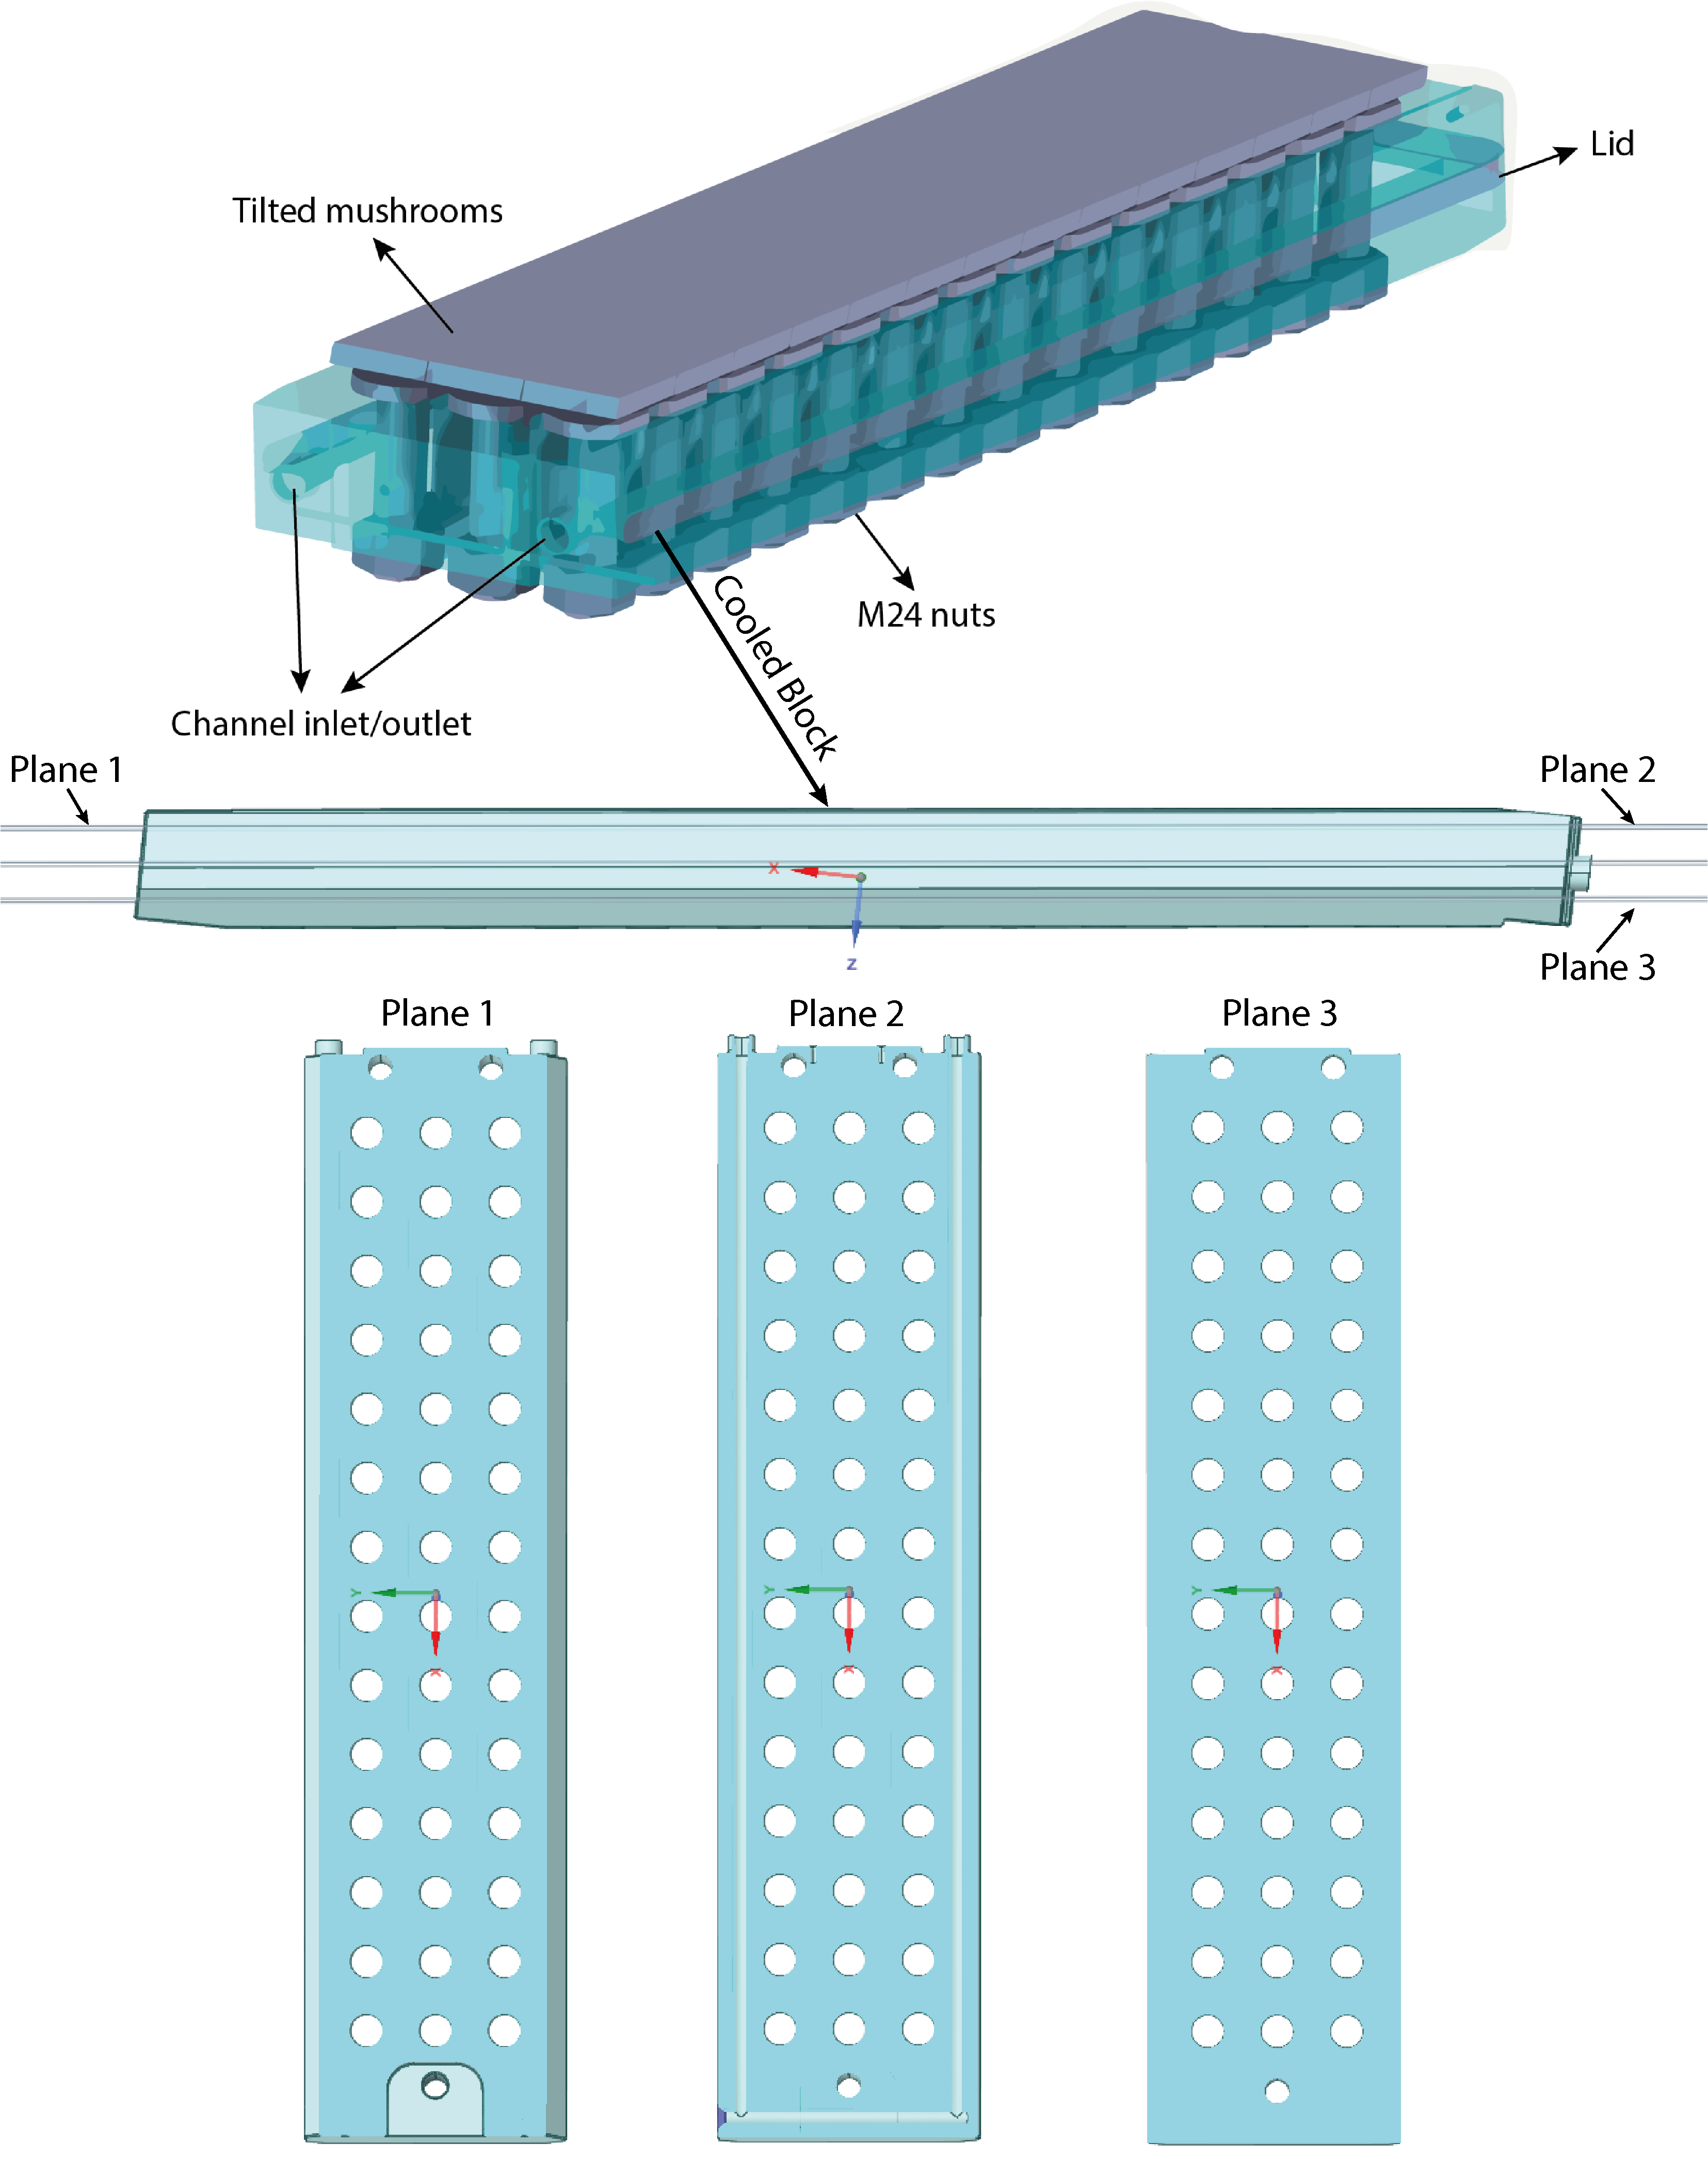 Lid
Tilted mushrooms
M24 nuts
Cooled Block
Channel inlet/outlet
Plane 1
Plane 2
X
Z
Plane 3
Plane 1
Plane 2
Plane 3
Y
Y
Y
X
X
X